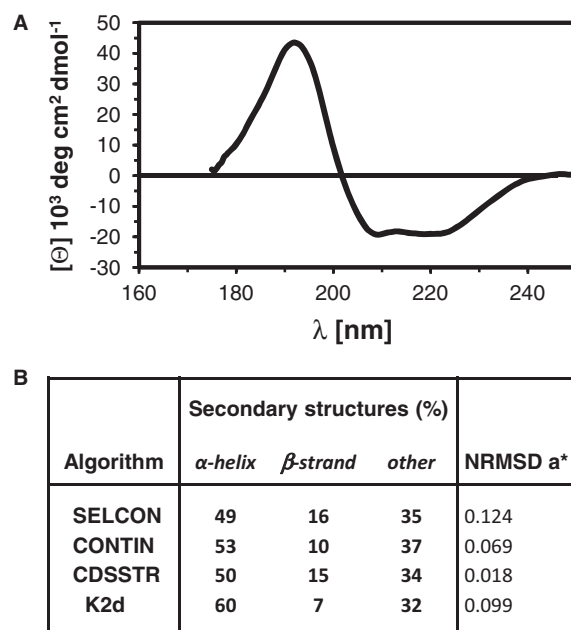 A
[Θ] 10³ deg cm² dmol⁻¹
50
40
30
20
10
0
-10
-20
-30
160 180 200 220 240
λ [nm]
B
Secondary structures (%)
Algorithm α-helix β-strand other NRMSD a*
SELCON 49 16 35 0.124
CONTIN 53 10 37 0.069
CDSSTR 50 15 34 0.018
K2d 60 7 32 0.099